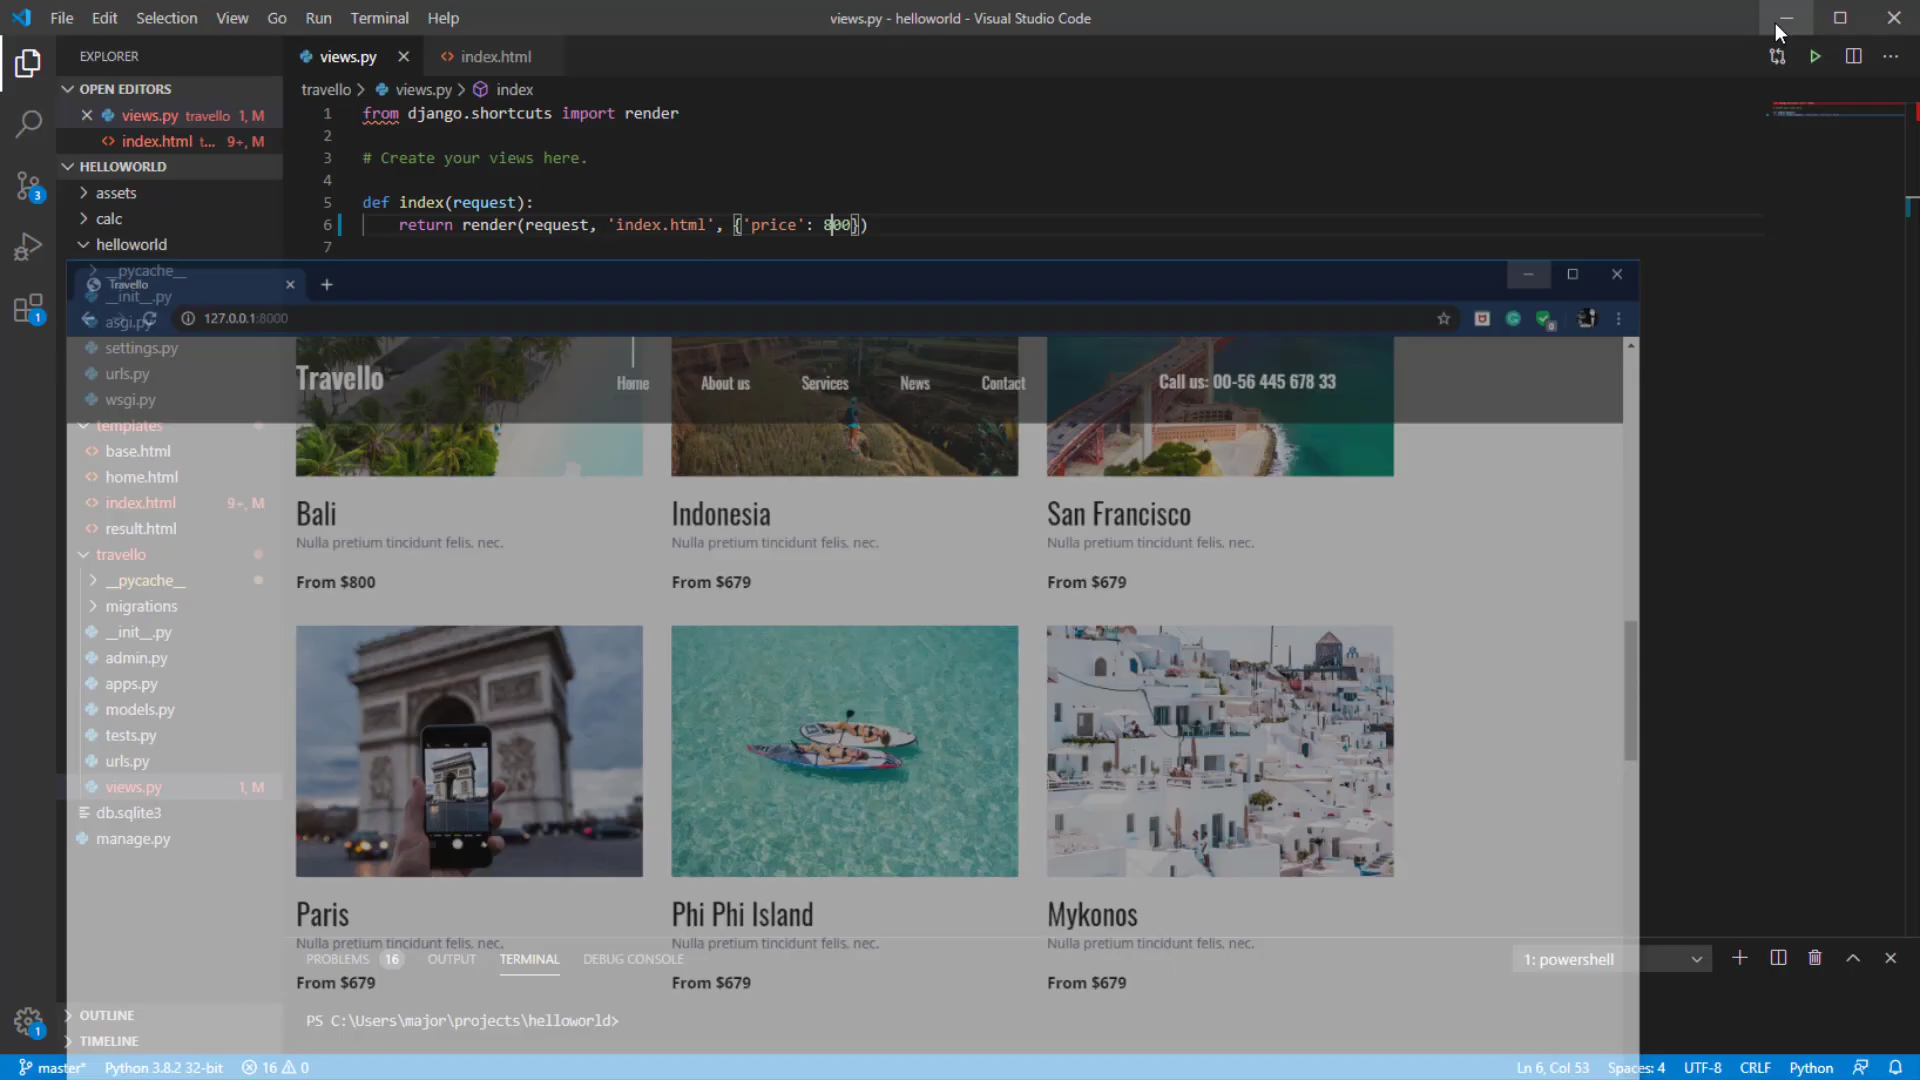 File Edit Selection View Go Run Terminal Help
views.py - helloworld - Visual Studio Code
EXPLORER
views.py
index.html
OPEN EDITORS
views.py travello 1, M
index.html t... 9+, M
HELLOWORLD
assets
calc
helloworld
__pycache__
__init__.py
asgi.py
settings.py
urls.py
wsgi.py
templates
base.html
home.html
index.html 9+, M
result.html
travello
__pycache__
migrations
__init__.py
admin.py
apps.py
models.py
tests.py
urls.py
views.py 1, M
db.sqlite3
manage.py
OUTLINE
TIMELINE
3
1
1
travello > views.py > index
1 from django.shortcuts import render
2
3 # Create your views here.
4
5 def index(request):
6 return render(request, 'index.html', {'price': 800})
7
Travello
127.0.0.1:8000
Travello
Home About us Services News Contact
Call us: 00-56 445 678 33
Bali
Nulla pretium tincidunt felis, nec.
From $800
Indonesia
Nulla pretium tincidunt felis, nec.
From $679
San Francisco
Nulla pretium tincidunt felis, nec.
From $679
Paris
Nulla pretium tincidunt felis, nec.
From $679
Phi Phi Island
Nulla pretium tincidunt felis, nec.
From $679
Mykonos
Nulla pretium tincidunt felis, nec.
From $679
PROBLEMS 16 OUTPUT TERMINAL DEBUG CONSOLE
1: powershell
PS C:\Users\major\projects\helloworld>
master* Python 3.8.2 32-bit 16 0
Ln 6, Col 53 Spaces: 4 UTF-8 CRLF Python